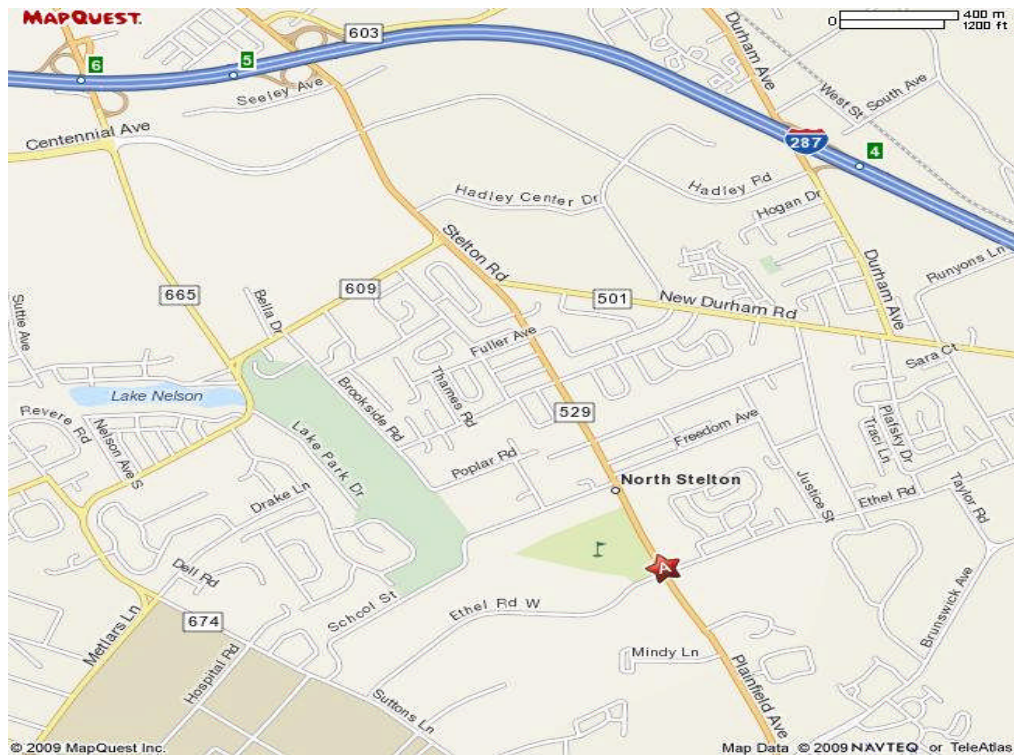 MAPQUEST
603
0
400 m
1200 ft
6
5
Durham Ave
Seeley Ave
West St
South Ave
Centennial Ave
287
4
Hadley Center Dr
Hadley Rd
Hogan Dr
Stelton Rd
Durham Ave
Runyons Ln
665
609
501
New Durham Rd
Suttie Ave
Bella Dr
Fuller Ave
Sara Ct
Lake Nelson
Thames Rd
Brookside Rd
529
Revere Rd
Nelson Ave S
Lake Park Dr
Freedom Ave
Traci Ln
Plafsky Dr
Poplar Rd
North Stelton
Drake Ln
Justice St
Ethel Rd
Taylor Rd
Dell Rd
A
School St
Ethel Rd W
674
Brunswick Ave
Metlars Ln
Hospital Rd
Mindy Ln
Suttons Ln
Plainfield Ave
© 2009 MapQuest Inc.
Map Data © 2009 NAVTEQ or TeleAtlas